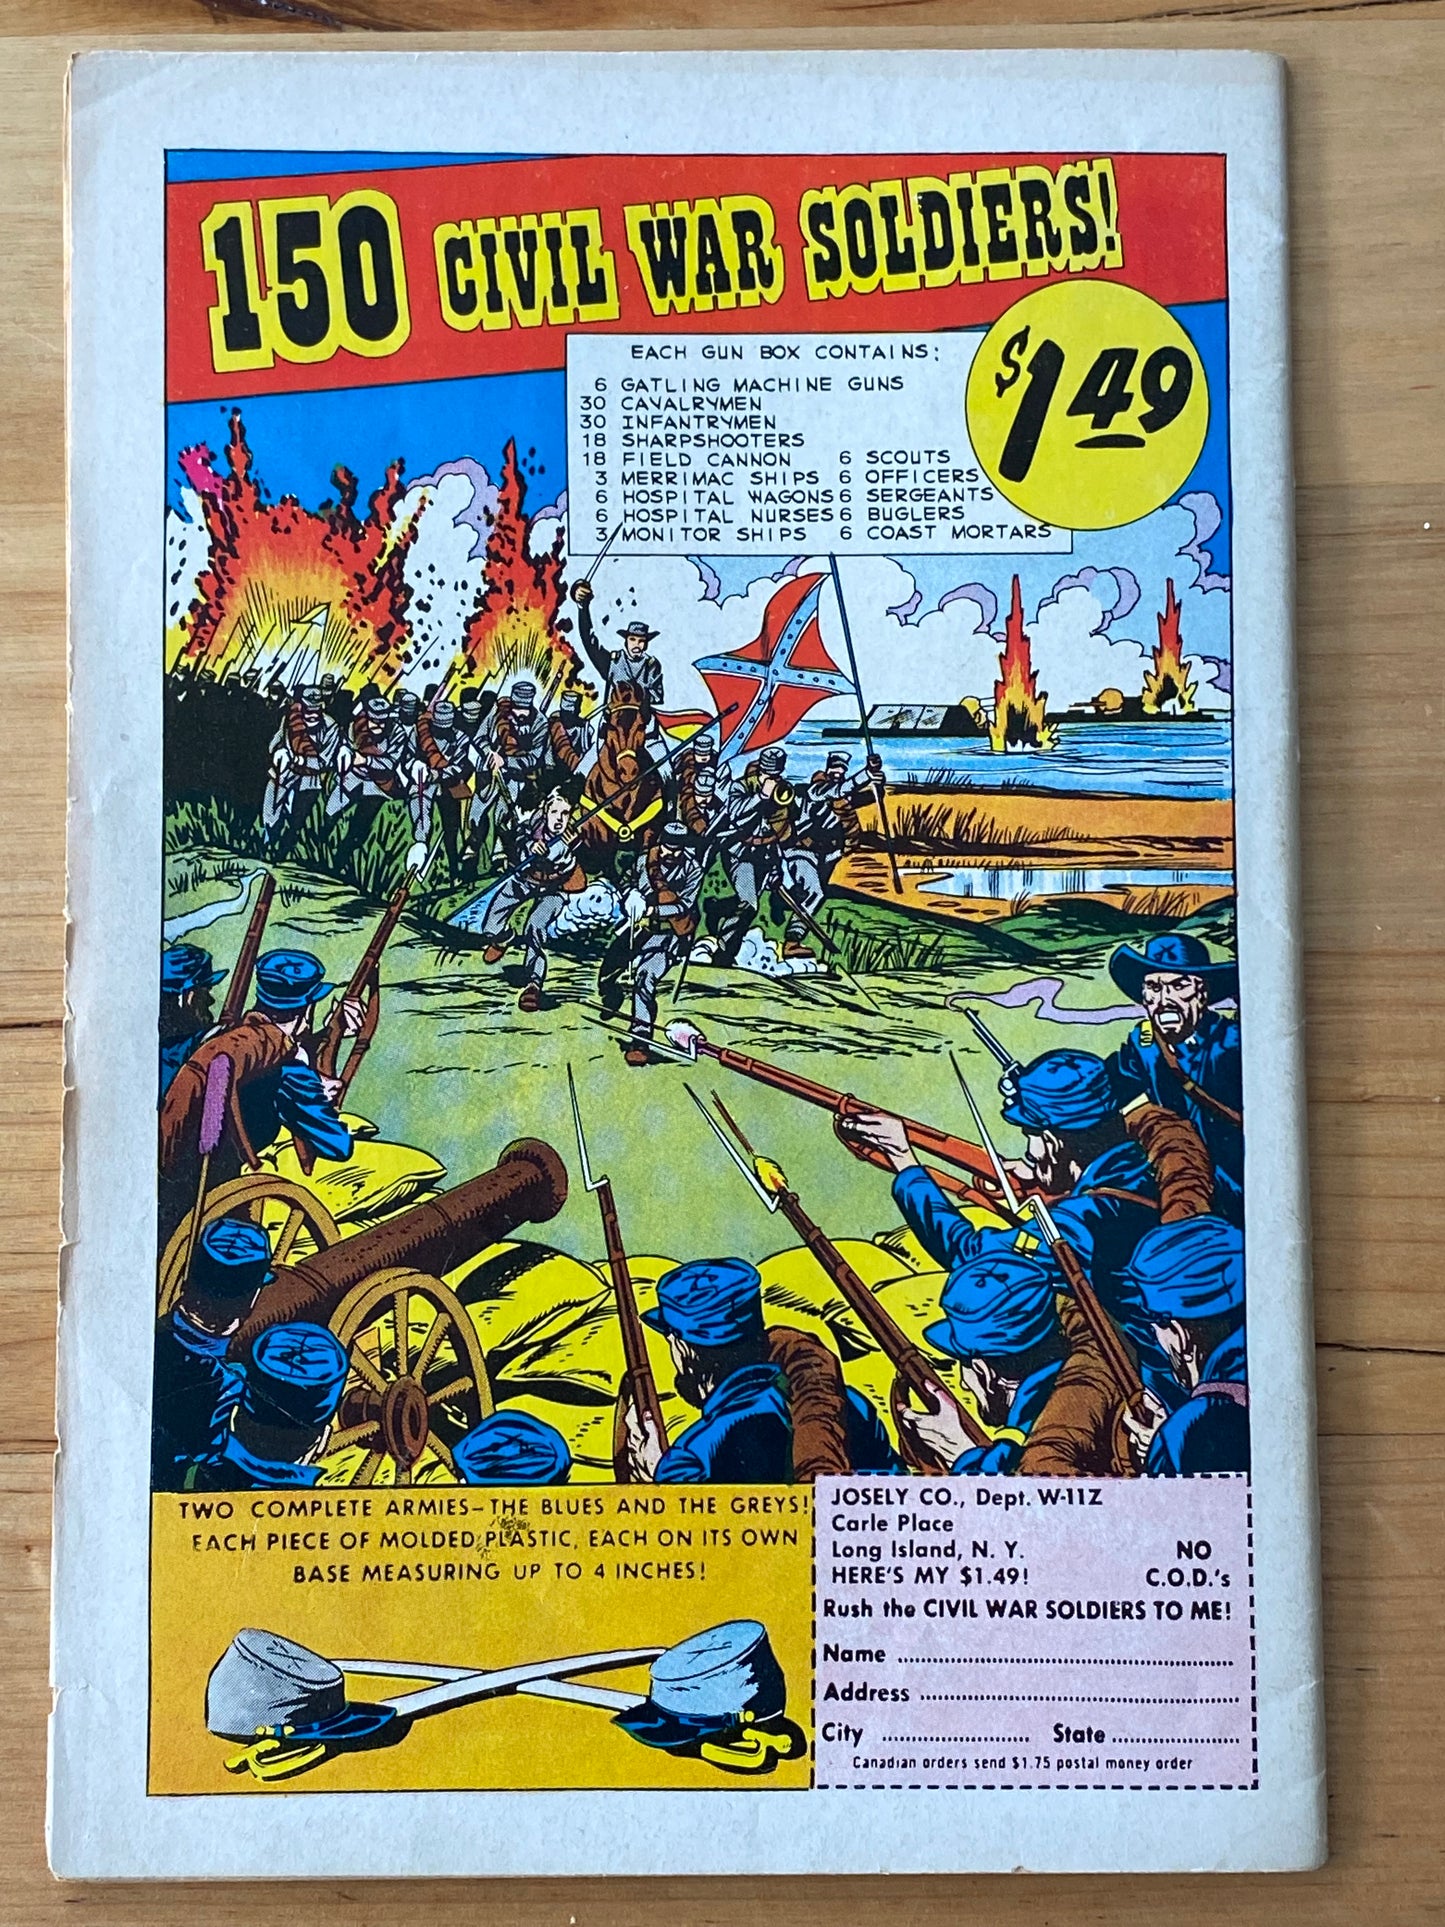 150 CIVIL WAR SOLDIERS!
$1.49
EACH GUN BOX CONTAINS:
6 GATLING MACHINE GUNS
30 CAVALRYMEN
30 INFANTRYMEN
18 SHARPSHOOTERS
18 FIELD CANNON 6 SCOUTS
3 MERRIMAC SHIPS 6 OFFICERS
6 HOSPITAL WAGONS 6 SERGEANTS
6 HOSPITAL NURSES 6 BUGLERS
3 MONITOR SHIPS 6 COAST MORTARS
TWO COMPLETE ARMIES-THE BLUES AND THE GREYS!
EACH PIECE OF MOLDED PLASTIC, EACH ON ITS OWN
BASE MEASURING UP TO 4 INCHES!
JOSELY CO., Dept. W-11Z
Carle Place
Long Island, N. Y. NO
HERE'S MY $1.49! C.O.D.'s
Rush the CIVIL WAR SOLDIERS TO ME!
Name
Address
City State
Canadian orders send $1.75 postal money order